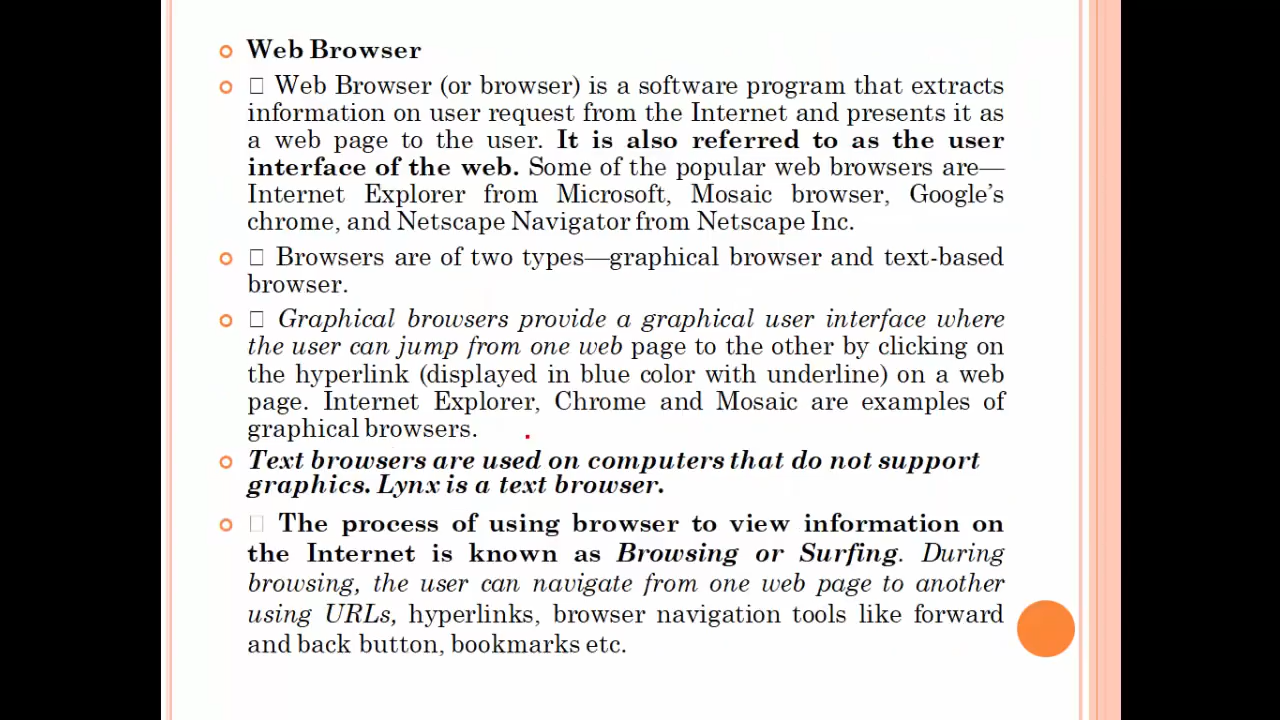 Web Browser
□ Web Browser (or browser) is a software program that extracts
information on user request from the Internet and presents it as
a web page to the user. It is also referred to as the user
interface of the web. Some of the popular web browsers are—
Internet Explorer from Microsoft, Mosaic browser, Google’s
chrome, and Netscape Navigator from Netscape Inc.
□ Browsers are of two types—graphical browser and text-based
browser.
□ Graphical browsers provide a graphical user interface where
the user can jump from one web page to the other by clicking on
the hyperlink (displayed in blue color with underline) on a web
page. Internet Explorer, Chrome and Mosaic are examples of
graphical browsers.
Text browsers are used on computers that do not support
graphics. Lynx is a text browser.
□ The process of using browser to view information on
the Internet is known as Browsing or Surfing. During
browsing, the user can navigate from one web page to another
using URLs, hyperlinks, browser navigation tools like forward
and back button, bookmarks etc.